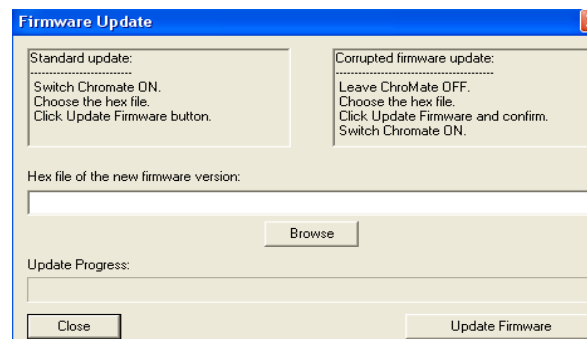 Firmware Update
Standard update:
------------------------
Switch Chromate ON.
Choose the hex file.
Click Update Firmware button.
Corrupted firmware update:
-------------------------------------
Leave ChroMate OFF.
Choose the hex file.
Click Update Firmware and confirm.
Switch Chromate ON.
Hex file of the new firmware version:
Browse
Update Progress:
Close
Update Firmware